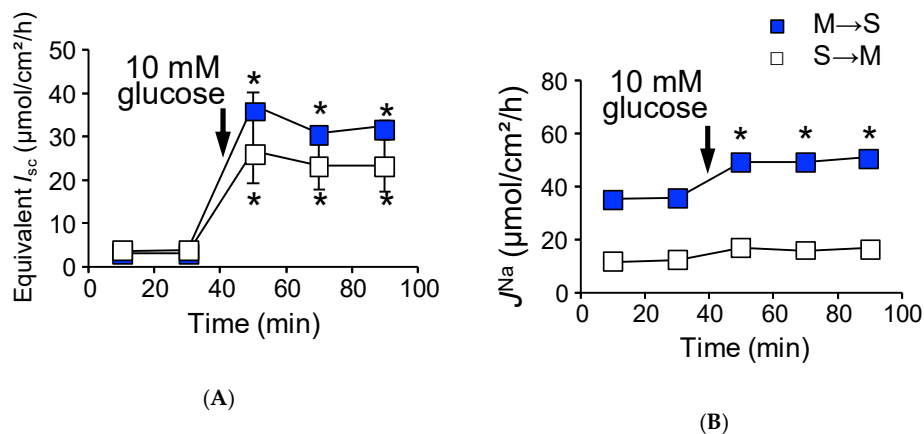 M→S
S→M
50
40
30
20
10
0
Equivalent Isc (µmol/cm²/h)
10 mM
glucose
*
*
*
*
*
*
0 20 40 60 80 100
Time (min)
(A)
80
60
40
20
0
JNa (µmol/cm²/h)
10 mM
glucose
* * *
0 20 40 60 80 100
Time (min)
(B)